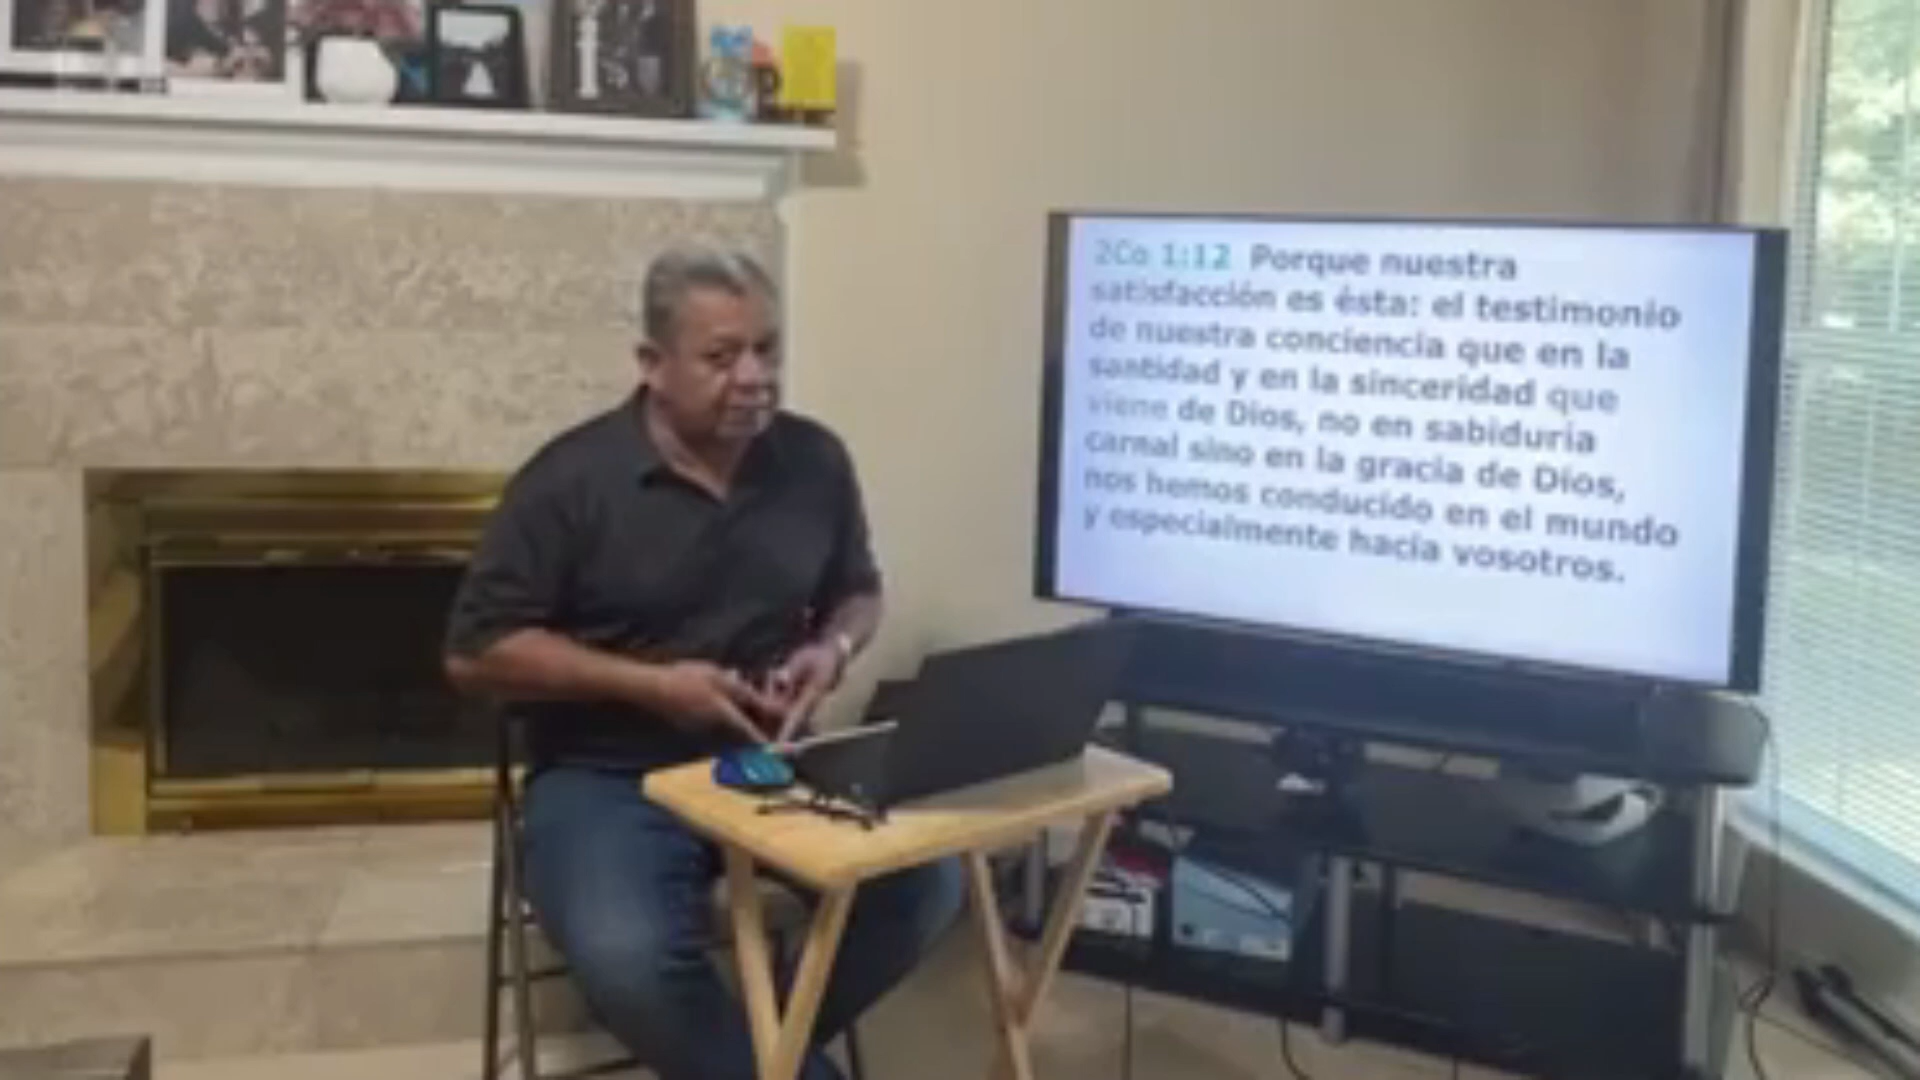 2Co 1:12 Porque nuestra
satisfacción es ésta: el testimonio
de nuestra conciencia que en la
santidad y en la sinceridad que
viene de Dios, no en sabiduría
carnal sino en la gracia de Dios,
nos hemos conducido en el mundo
y especialmente hacia vosotros.